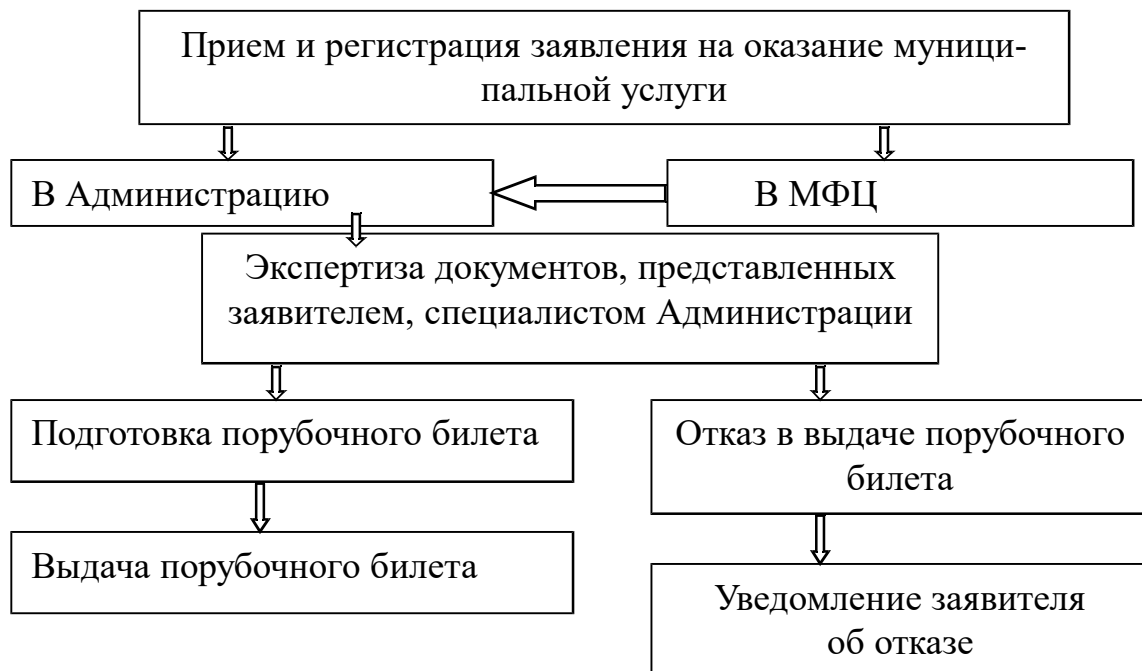 Прием и регистрация заявления на оказание муници-
пальной услуги
В Администрацию
В МФЦ
Экспертиза документов, представленных
заявителем, специалистом Администрации
Подготовка порубочного билета
Отказ в выдаче порубочного
билета
Выдача порубочного билета
Уведомление заявителя
об отказе